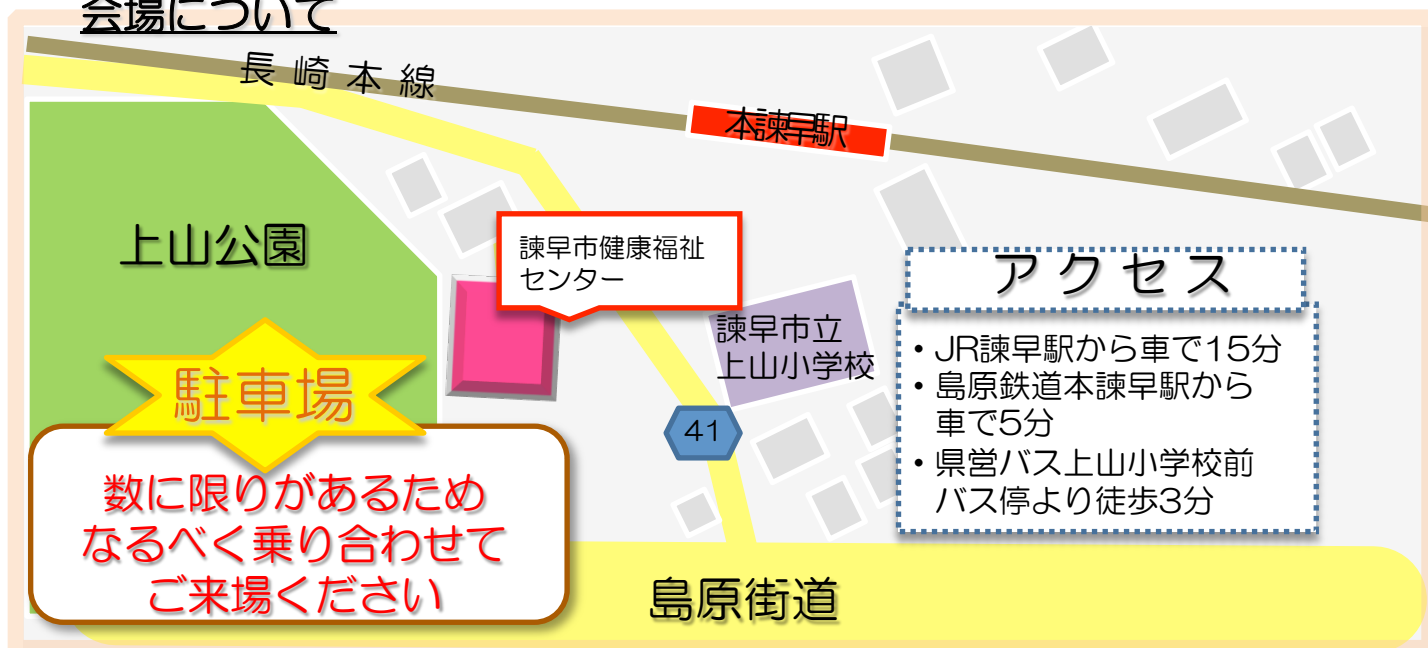 会場について
長崎本線
本諫早駅
上山公園
諫早市健康福祉
センター
諫早市立
上山小学校
41
島原街道
駐車場
数に限りがあるため
なるべく乗り合わせて
ご来場ください
アクセス
・JR諫早駅から車で15分
・島原鉄道本諫早駅から
車で5分
・県営バス上山小学校前
バス停より徒歩3分